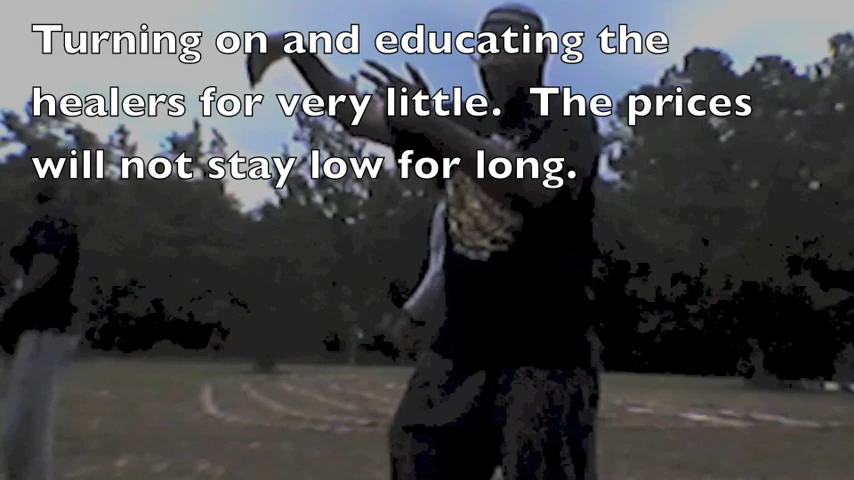 Turning on and educating the
healers for very little.  The prices
will not stay low for long.